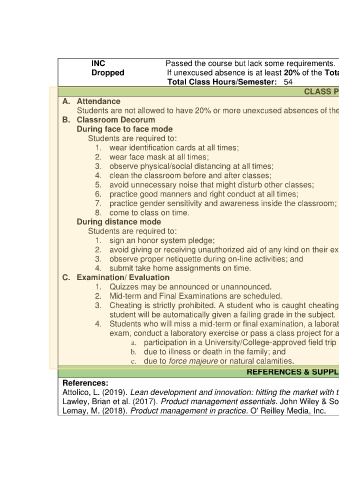 INC Passed the course but lack some requirements.
Dropped If unexcused absence is at least 20% of the Tota
Total Class Hours/Semester: 54
CLASS P
A. Attendance
Students are not allowed to have 20% or more unexcused absences of the
B. Classroom Decorum
During face to face mode
Students are required to:
1. wear identification cards at all times;
2. wear face mask at all times;
3. observe physical/social distancing at all times;
4. clean the classroom before and after classes;
5. avoid unnecessary noise that might disturb other classes;
6. practice good manners and right conduct at all times;
7. practice gender sensitivity and awareness inside the classroom;
8. come to class on time.
During distance mode
Students are required to:
1. sign an honor system pledge;
2. avoid giving or receiving unauthorized aid of any kind on their ex
3. observe proper netiquette during on-line activities; and
4. submit take home assignments on time.
C. Examination/ Evaluation
1. Quizzes may be announced or unannounced.
2. Mid-term and Final Examinations are scheduled.
3. Cheating is strictly prohibited. A student who is caught cheating
student will be automatically given a failing grade in the subject.
4. Students who will miss a mid-term or final examination, a laborat
exam, conduct a laboratory exercise or pass a class project for a
a. participation in a University/College-approved field trip
b. due to illness or death in the family; and
c. due to force majeure or natural calamities.
REFERENCES & SUPPL
References:
Attolico, L. (2019). Lean development and innovation: hitting the market with t
Lawley, Brian et al. (2017). Product management essentials. John Wiley & So
Lemay, M. (2018). Product management in practice. O' Reilley Media, Inc.